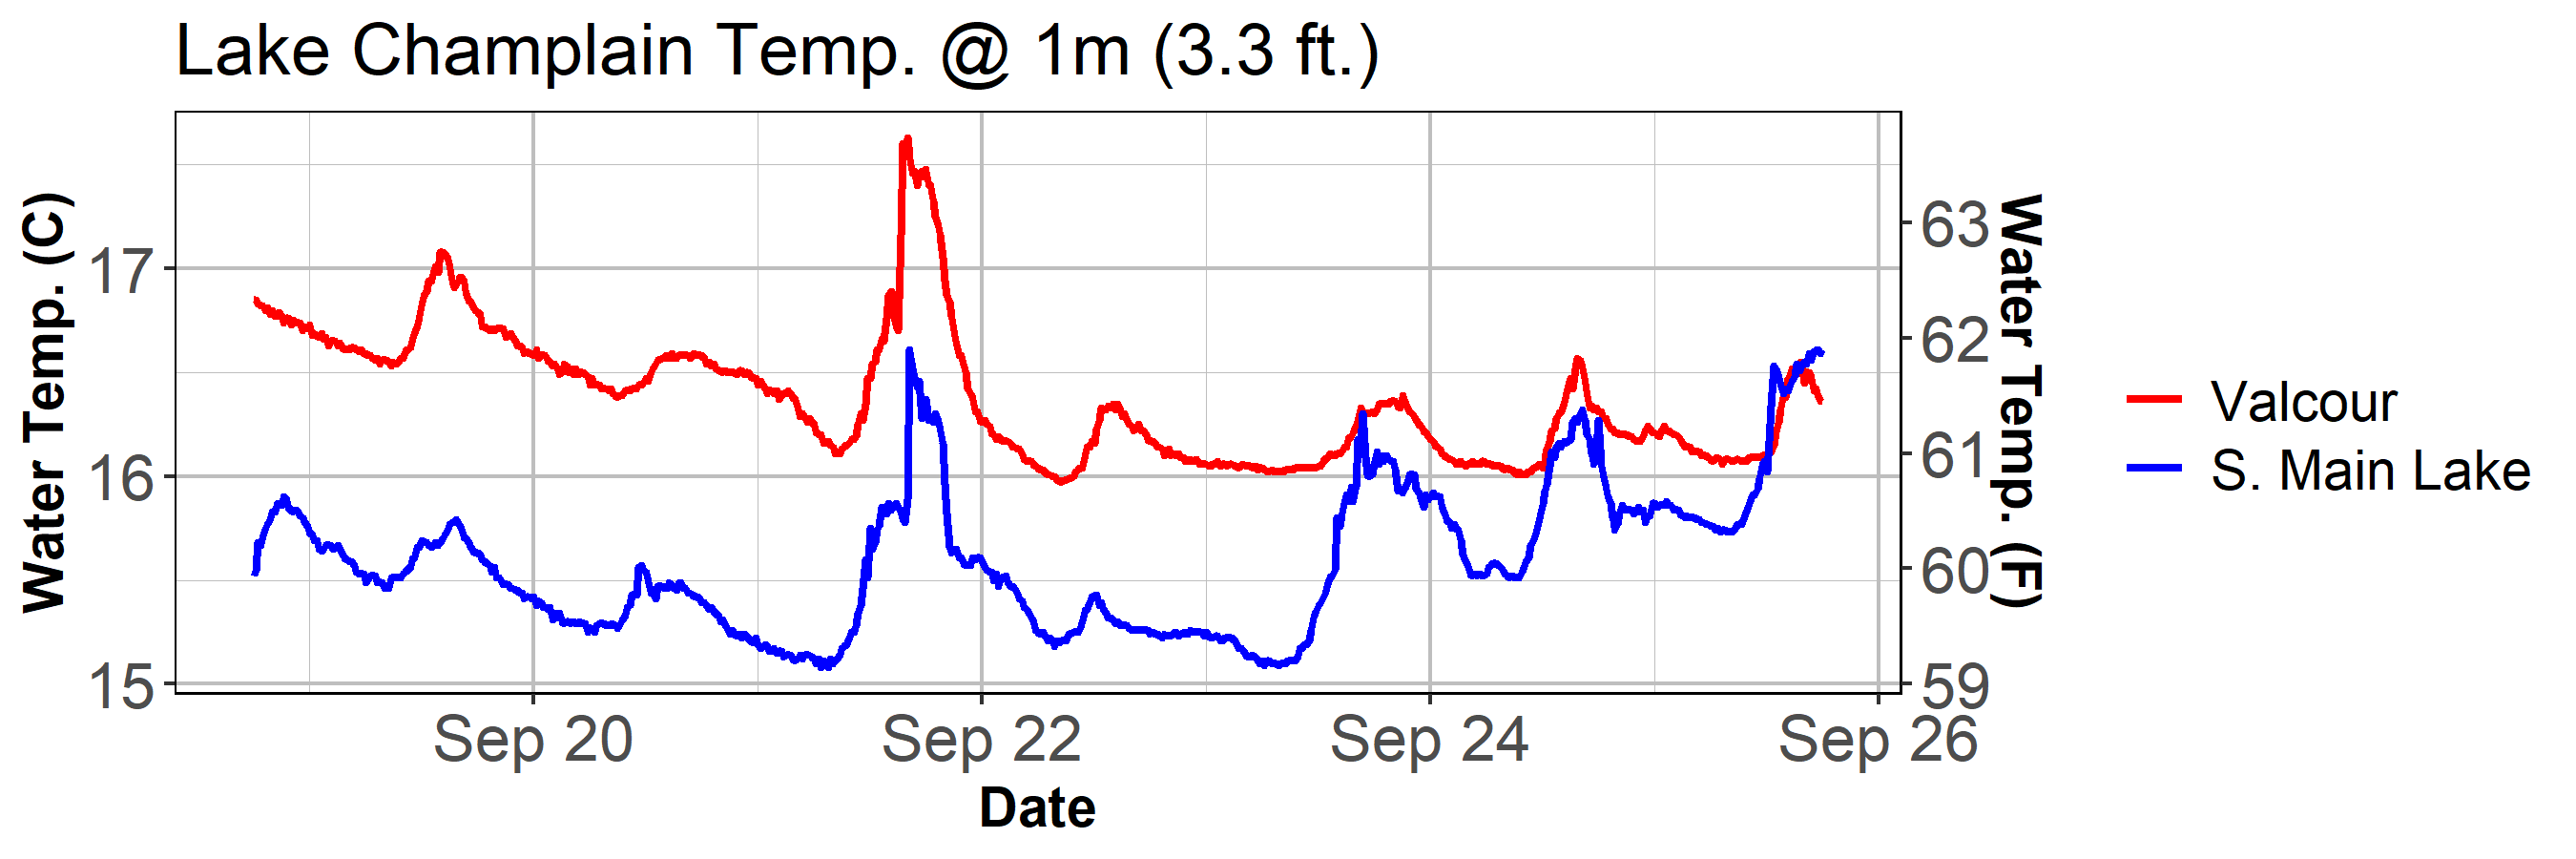 Lake Champlain Temp. @ 1m (3.3 ft.)
Water Temp. (C)
17
16
15
63
62
61
60
59
Water Temp. (F)
Sep 20
Sep 22
Sep 24
Sep 26
Date
Valcour
S. Main Lake